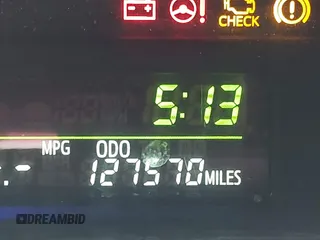 CHECK
5:13
MPG ODO
-.- 127570 MILES
DREAMBID